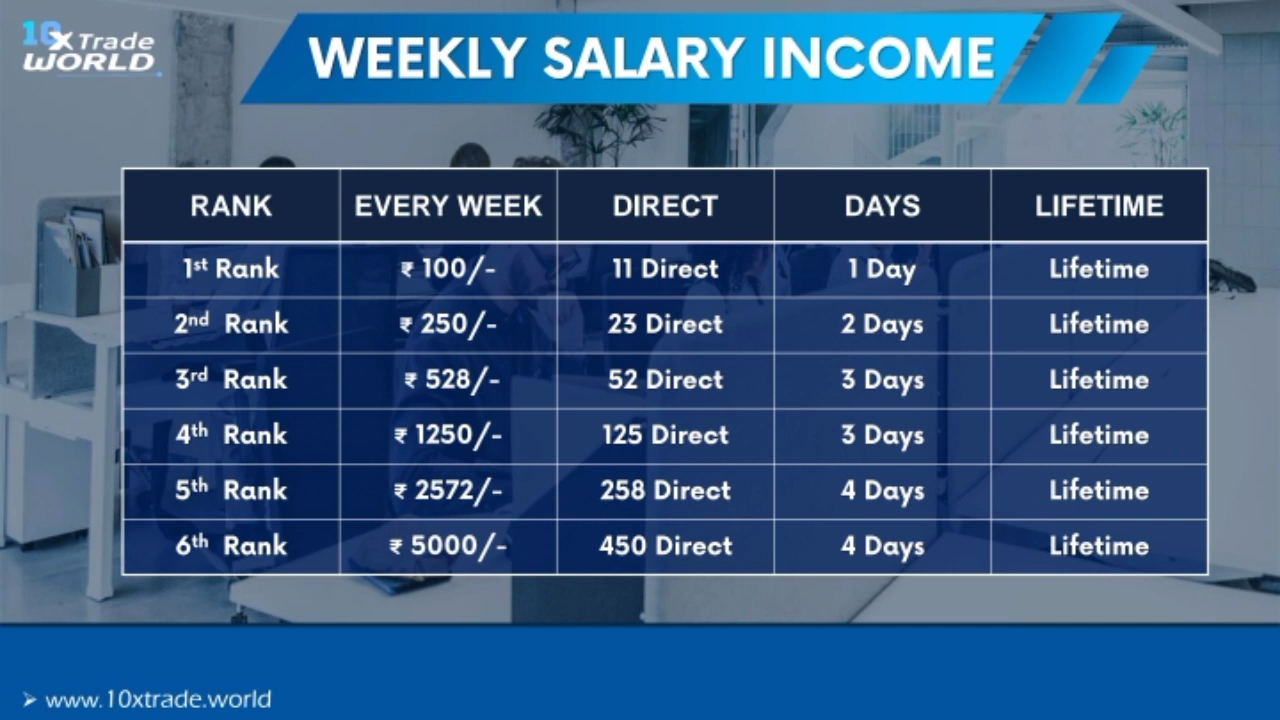 10x Trade
WORLD
WEEKLY SALARY INCOME
RANK EVERY WEEK DIRECT DAYS LIFETIME
1st Rank ₹ 100/- 11 Direct 1 Day Lifetime
2nd Rank ₹ 250/- 23 Direct 2 Days Lifetime
3rd Rank ₹ 528/- 52 Direct 3 Days Lifetime
4th Rank ₹ 1250/- 125 Direct 3 Days Lifetime
5th Rank ₹ 2572/- 258 Direct 4 Days Lifetime
6th Rank ₹ 5000/- 450 Direct 4 Days Lifetime
➢ www.10xtrade.world